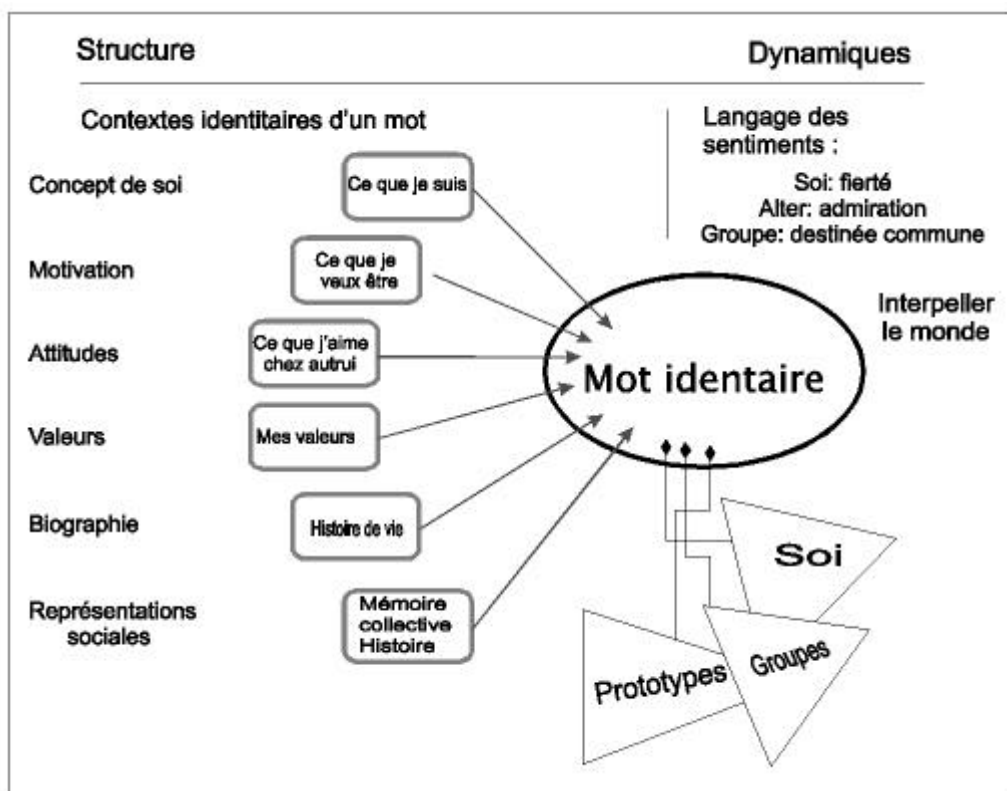 Structure
Dynamiques
Contextes identitaires d'un mot
Langage des
sentiments :
Soi: fierté
Alter: admiration
Groupe: destinée commune
Concept de soi
Ce que je suis
Motivation
Ce que je
veux être
Interpeller
le monde
Attitudes
Ce que j'aime
chez autrui
Mot identaire
Valeurs
Mes valeurs
Biographie
Histoire de vie
Soi
Représentations
sociales
Mémoire
collective
Histoire
Prototypes
Groupes